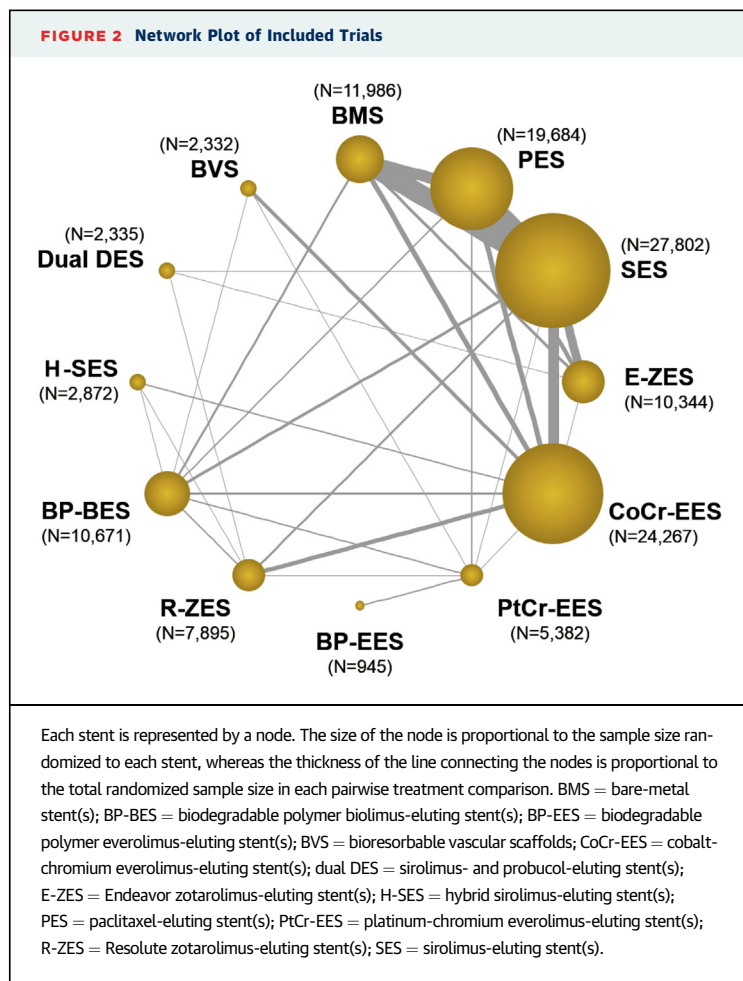 FIGURE 2 Network Plot of Included Trials
(N=11,986)
BMS
(N=19,684)
PES
(N=2,332)
BVS
(N=2,335)
Dual DES
(N=27,802)
SES
H-SES
(N=2,872)
E-ZES
(N=10,344)
BP-BES
(N=10,671)
CoCr-EES
(N=24,267)
R-ZES
(N=7,895)
BP-EES
(N=945)
PtCr-EES
(N=5,382)
Each stent is represented by a node. The size of the node is proportional to the sample size ran-
domized to each stent, whereas the thickness of the line connecting the nodes is proportional to
the total randomized sample size in each pairwise treatment comparison. BMS = bare-metal
stent(s); BP-BES = biodegradable polymer biolimus-eluting stent(s); BP-EES = biodegradable
polymer everolimus-eluting stent(s); BVS = bioresorbable vascular scaffolds; CoCr-EES = cobalt-
chromium everolimus-eluting stent(s); dual DES = sirolimus- and probucol-eluting stent(s);
E-ZES = Endeavor zotarolimus-eluting stent(s); H-SES = hybrid sirolimus-eluting stent(s);
PES = paclitaxel-eluting stent(s); PtCr-EES = platinum-chromium everolimus-eluting stent(s);
R-ZES = Resolute zotarolimus-eluting stent(s); SES = sirolimus-eluting stent(s).